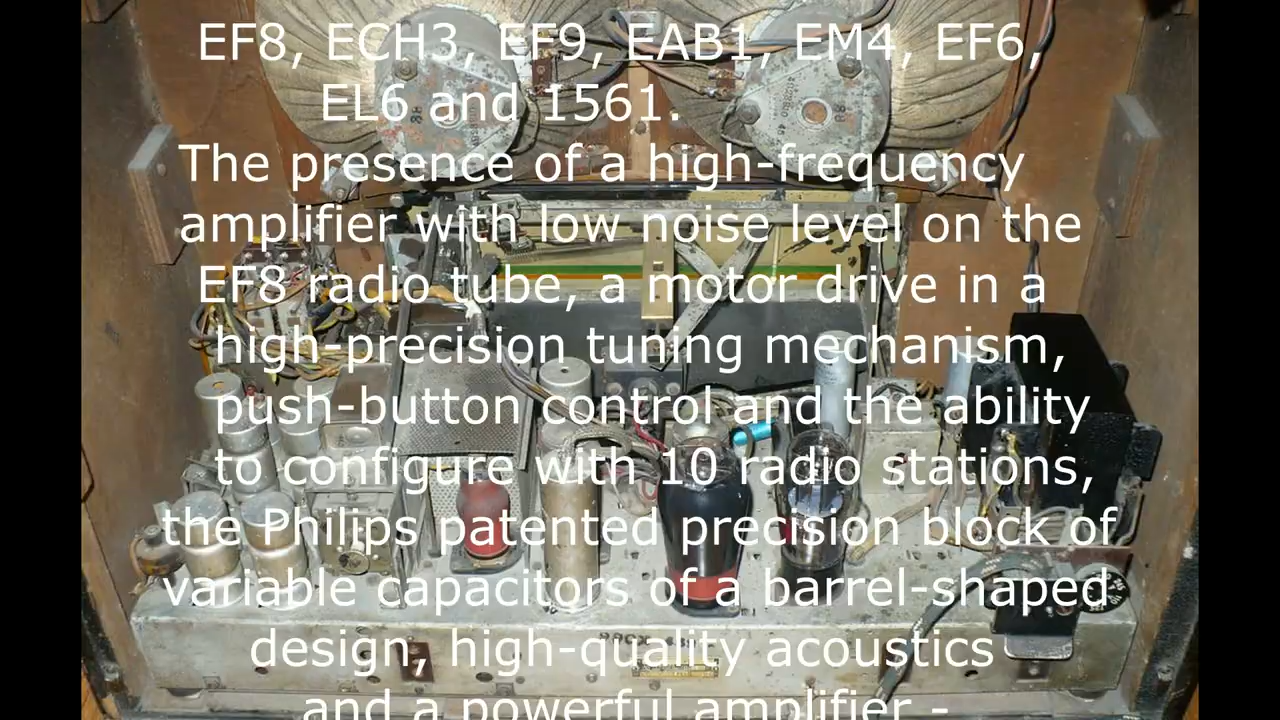 EF8, ECH3, EF9, EAB1, EM4, EF6,
EL6 and 1561.
The presence of a high-frequency
amplifier with low noise level on the
EF8 radio tube, a motor drive in a
high-precision tuning mechanism,
push-button control and the ability
to configure with 10 radio stations,
the Philips patented precision block of
variable capacitors of a barrel-shaped
design, high-quality acoustics
and a powerful amplifier -